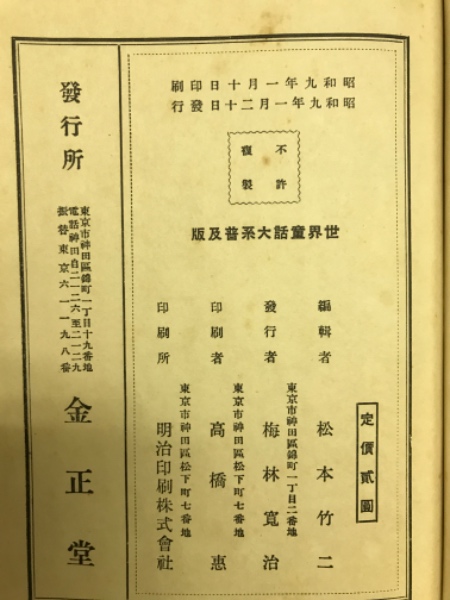 昭和九年一月十日印刷
昭和九年一月二十日發行
不許
複製
世界童話大系普及版
定價貳圓
編輯者　松本竹二
東京市神田區錦町一丁目二番地
發行者　梅林寬治
東京市神田區松下町七番地
印刷者　高橋惠
東京市神田區松下町七番地
印刷所　明治印刷株式會社
發行所
東京市神田區錦町一丁目十九番地
電話神田自二一二六至二一二九
振替東京六一一九八番
金正堂